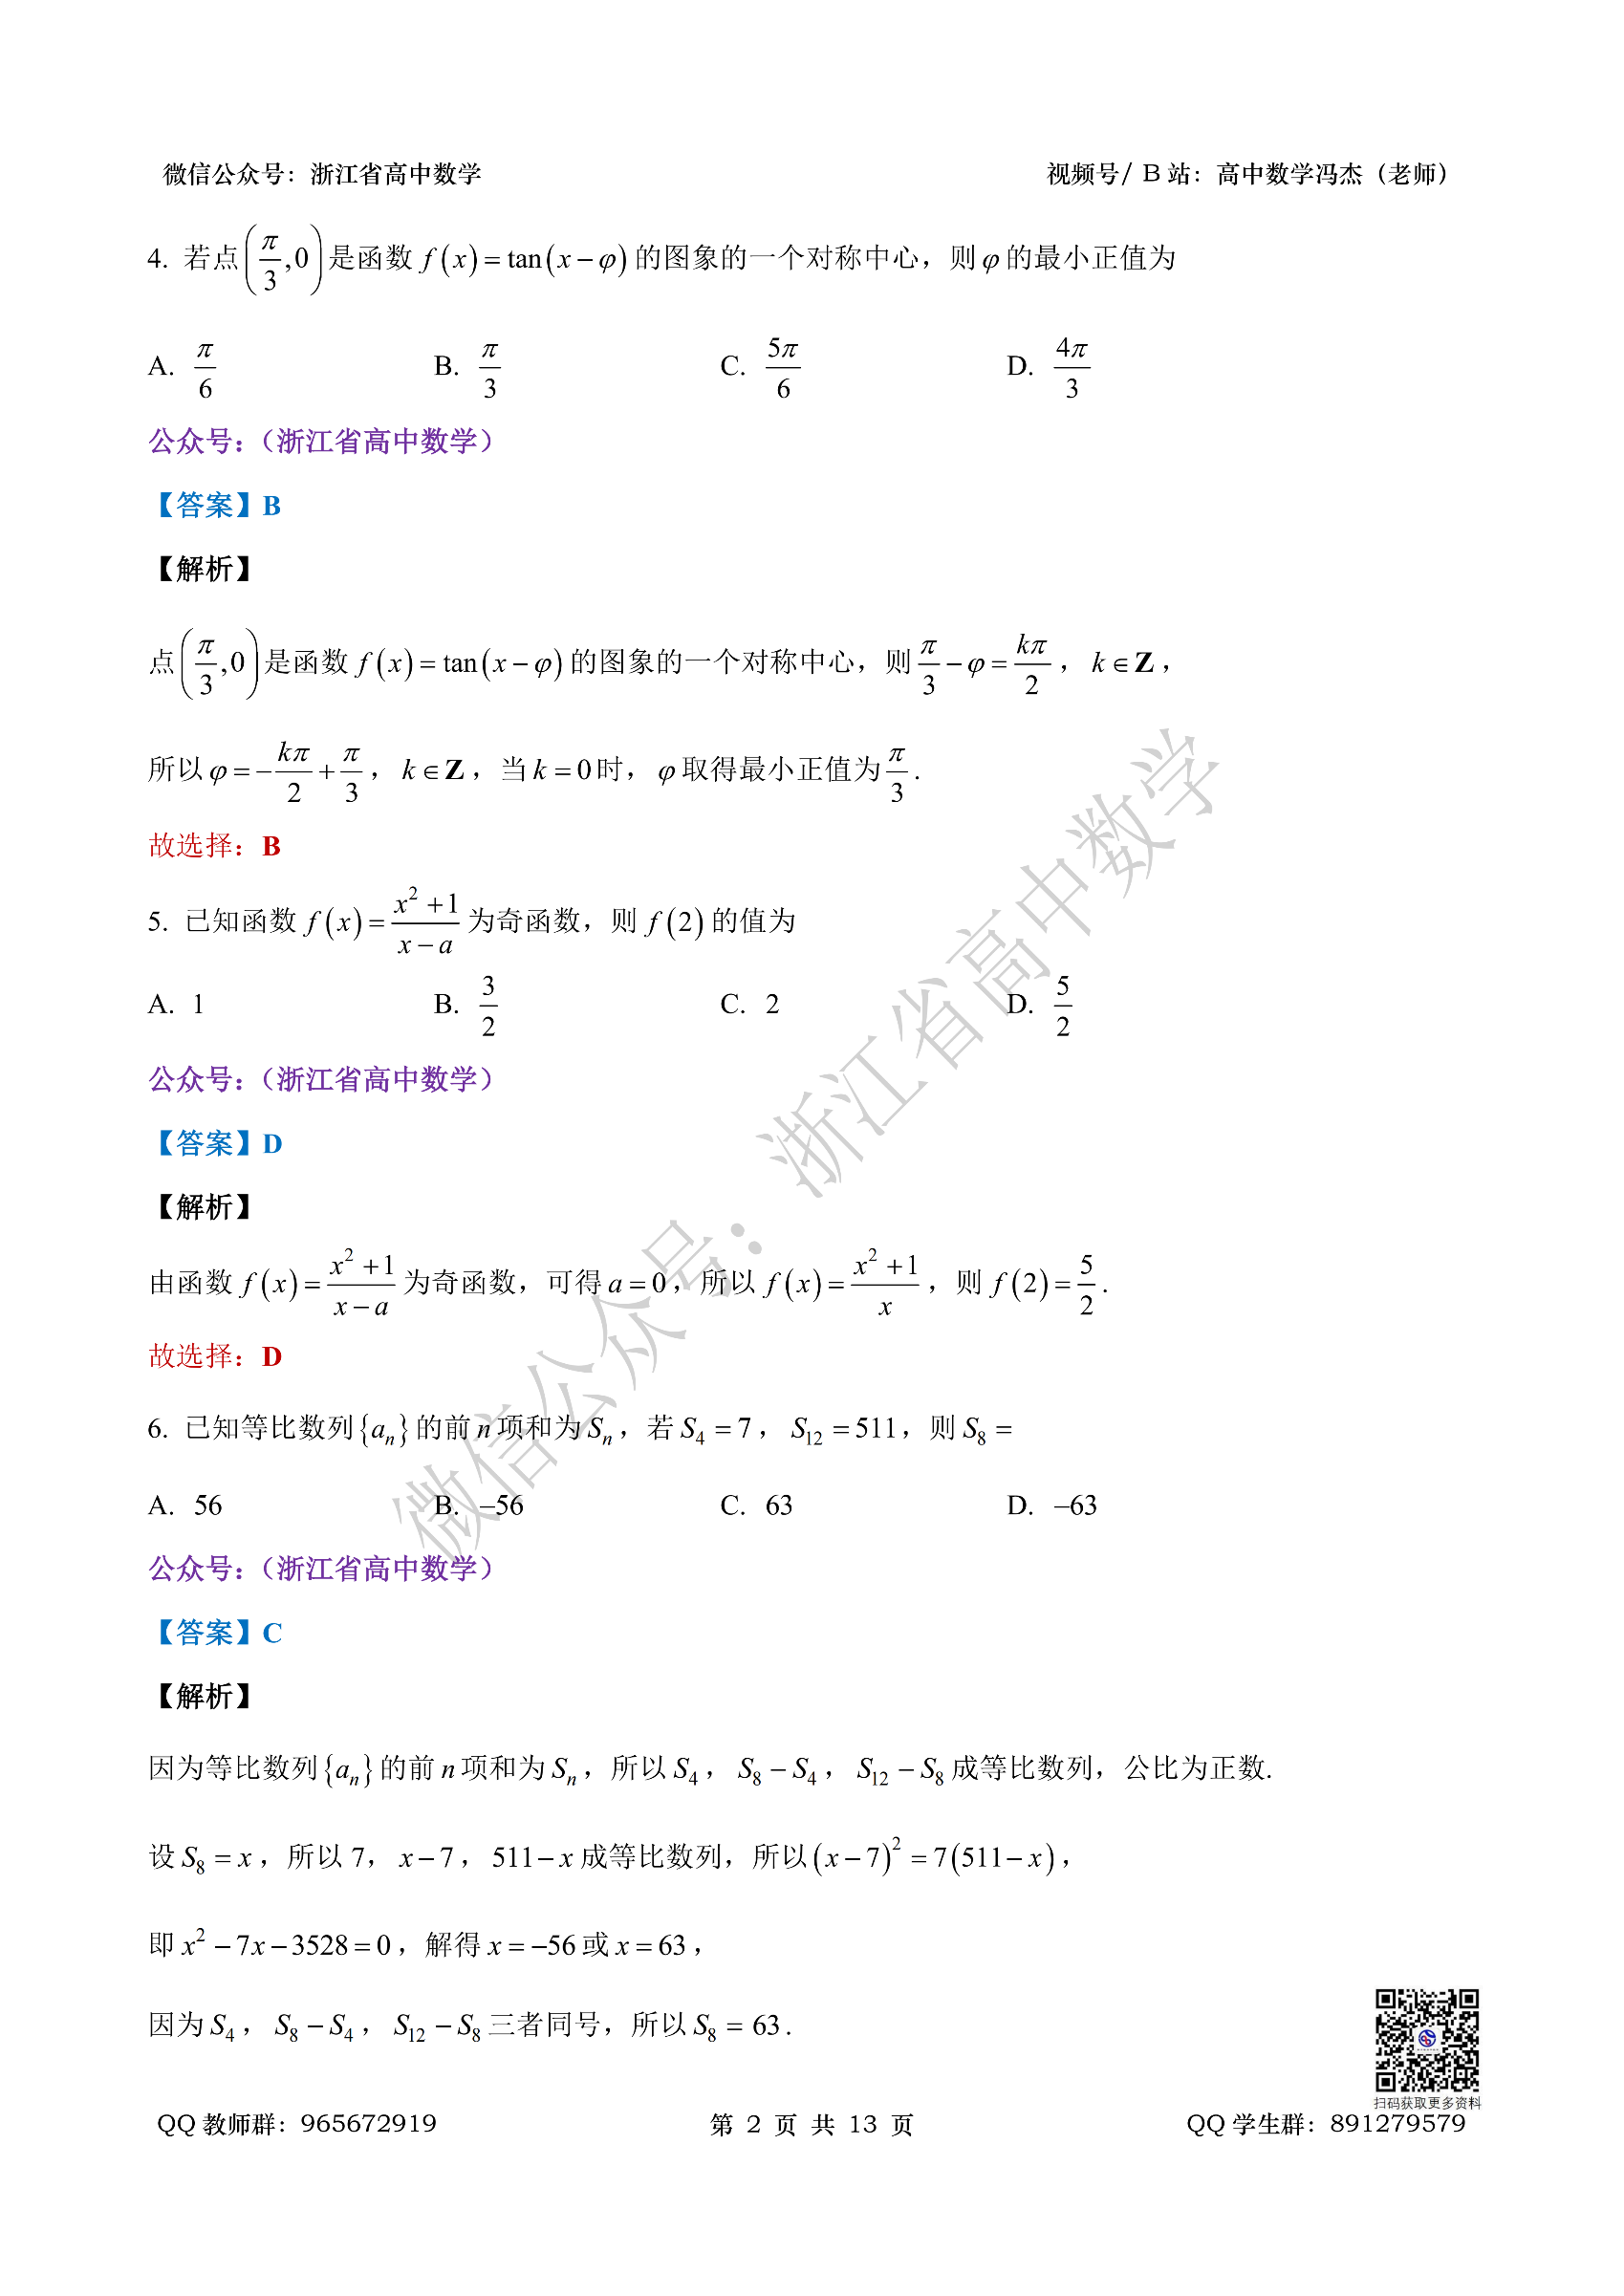 微信公众号：浙江省高中数学
视频号/ B 站：高中数学冯杰（老师）
4. 若点(π/3,0)是函数 f(x)=tan(x−φ) 的图象的一个对称中心，则 φ 的最小正值为
A. π/6 B. π/3 C. 5π/6 D. 4π/3
公众号：（浙江省高中数学）
【答案】B
【解析】
点(π/3,0)是函数 f(x)=tan(x−φ) 的图象的一个对称中心，则 π/3−φ=kπ/2，k∈Z，
所以 φ=−kπ/2+π/3，k∈Z，当 k=0 时，φ 取得最小正值为 π/3.
故选择：B
5. 已知函数 f(x)=(x²+1)/(x−a) 为奇函数，则 f(2) 的值为
A. 1 B. 3/2 C. 2 D. 5/2
公众号：（浙江省高中数学）
【答案】D
【解析】
由函数 f(x)=(x²+1)/(x−a) 为奇函数，可得 a=0，所以 f(x)=(x²+1)/x，则 f(2)=5/2.
故选择：D
6. 已知等比数列{aₙ}的前 n 项和为 Sₙ，若 S₄=7，S₁₂=511，则 S₈=
A. 56 B. −56 C. 63 D. −63
公众号：（浙江省高中数学）
【答案】C
【解析】
因为等比数列{aₙ}的前 n 项和为 Sₙ，所以 S₄，S₈−S₄，S₁₂−S₈ 成等比数列，公比为正数.
设 S₈=x，所以 7，x−7，511−x 成等比数列，所以(x−7)²=7(511−x)，
即 x²−7x−3528=0，解得 x=−56 或 x=63，
因为 S₄，S₈−S₄，S₁₂−S₈ 三者同号，所以 S₈=63.
微信公众号：浙江省高中数学
扫码获取更多资料
QQ 教师群：965672919
第 2 页 共 13 页
QQ 学生群：891279579